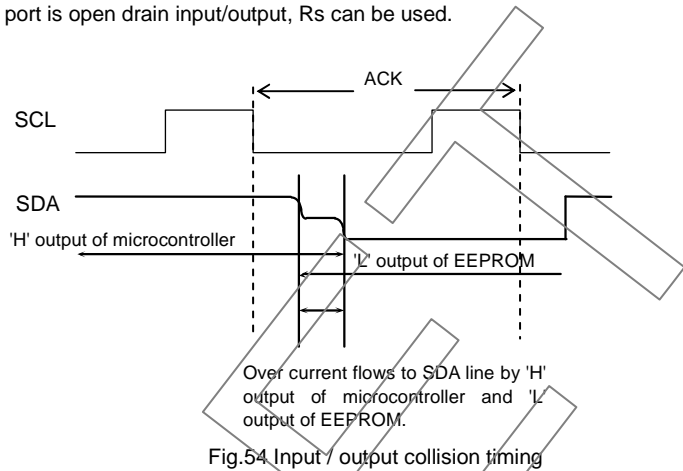 port is open drain input/output, Rs can be used.
ACK
SCL
SDA
'H' output of microcontroller
'L' output of EEPROM
Over current flows to SDA line by 'H'
output of microcontroller and 'L'
output of EEPROM.
Fig.54 Input / output collision timing